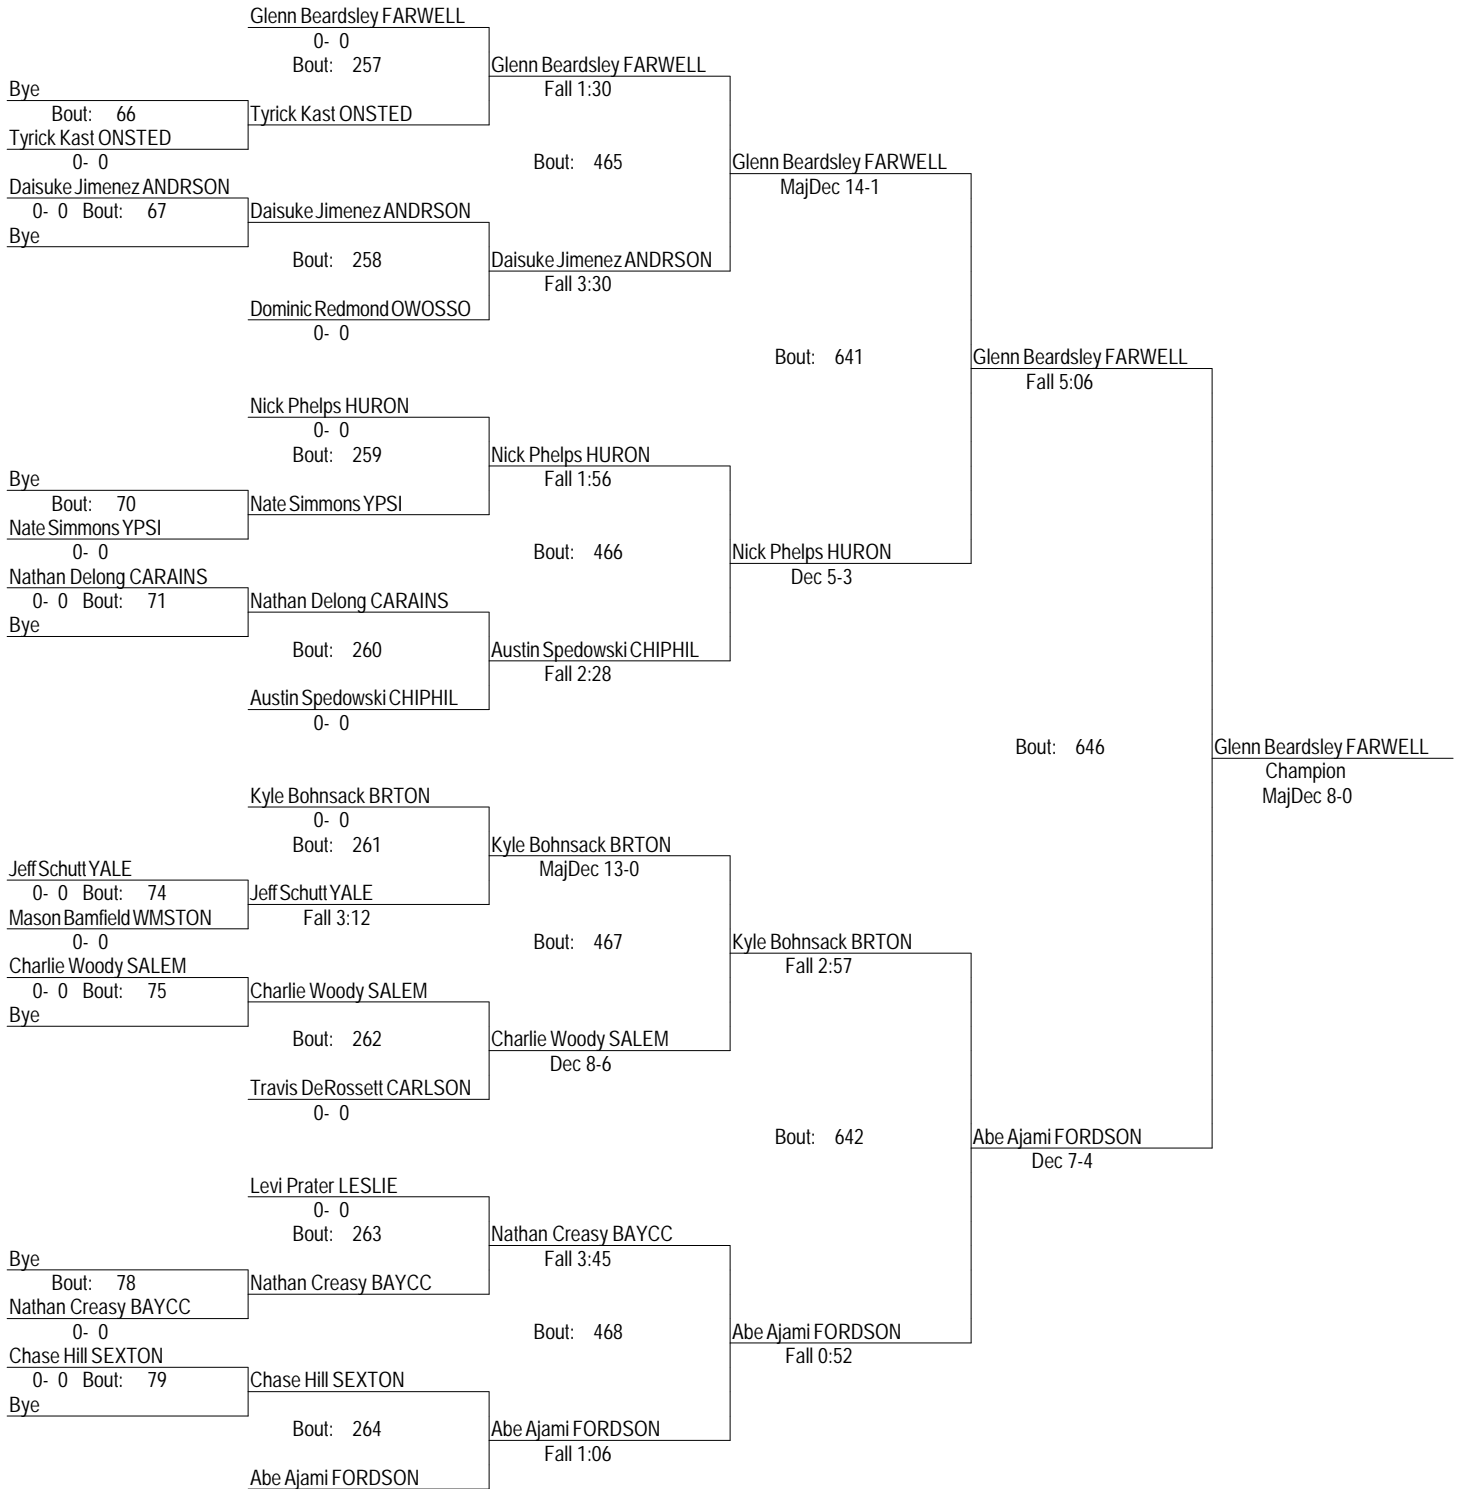 Glenn Beardsley FARWELL
0- 0
Bout: 257
Glenn Beardsley FARWELL
Fall 1:30
Bye
Bout: 66
Tyrick Kast ONSTED
Tyrick Kast ONSTED
0- 0
Bout: 465
Glenn Beardsley FARWELL
MajDec 14-1
Daisuke Jimenez ANDRSON
0- 0 Bout: 67
Bye
Daisuke Jimenez ANDRSON
Bout: 258
Daisuke Jimenez ANDRSON
Fall 3:30
Dominic Redmond OWOSSO
0- 0
Bout: 641
Glenn Beardsley FARWELL
Fall 5:06
Nick Phelps HURON
0- 0
Bout: 259
Nick Phelps HURON
Fall 1:56
Bye
Bout: 70
Nate Simmons YPSI
Nate Simmons YPSI
0- 0
Bout: 466
Nick Phelps HURON
Dec 5-3
Nathan Delong CARAINS
0- 0 Bout: 71
Bye
Nathan Delong CARAINS
Bout: 260
Austin Spedowski CHIPHIL
Fall 2:28
Austin Spedowski CHIPHIL
0- 0
Bout: 646
Glenn Beardsley FARWELL
Champion
MajDec 8-0
Kyle Bohnsack BRTON
0- 0
Bout: 261
Kyle Bohnsack BRTON
MajDec 13-0
Jeff Schutt YALE
0- 0 Bout: 74
Mason Bamfield WMSTON
0- 0
Jeff Schutt YALE
Fall 3:12
Bout: 467
Kyle Bohnsack BRTON
Fall 2:57
Charlie Woody SALEM
0- 0 Bout: 75
Bye
Charlie Woody SALEM
Bout: 262
Charlie Woody SALEM
Dec 8-6
Travis DeRossett CARLSON
0- 0
Bout: 642
Abe Ajami FORDSON
Dec 7-4
Levi Prater LESLIE
0- 0
Bout: 263
Nathan Creasy BAYCC
Fall 3:45
Bye
Bout: 78
Nathan Creasy BAYCC
Nathan Creasy BAYCC
0- 0
Bout: 468
Abe Ajami FORDSON
Fall 0:52
Chase Hill SEXTON
0- 0 Bout: 79
Bye
Chase Hill SEXTON
Bout: 264
Abe Ajami FORDSON
Fall 1:06
Abe Ajami FORDSON